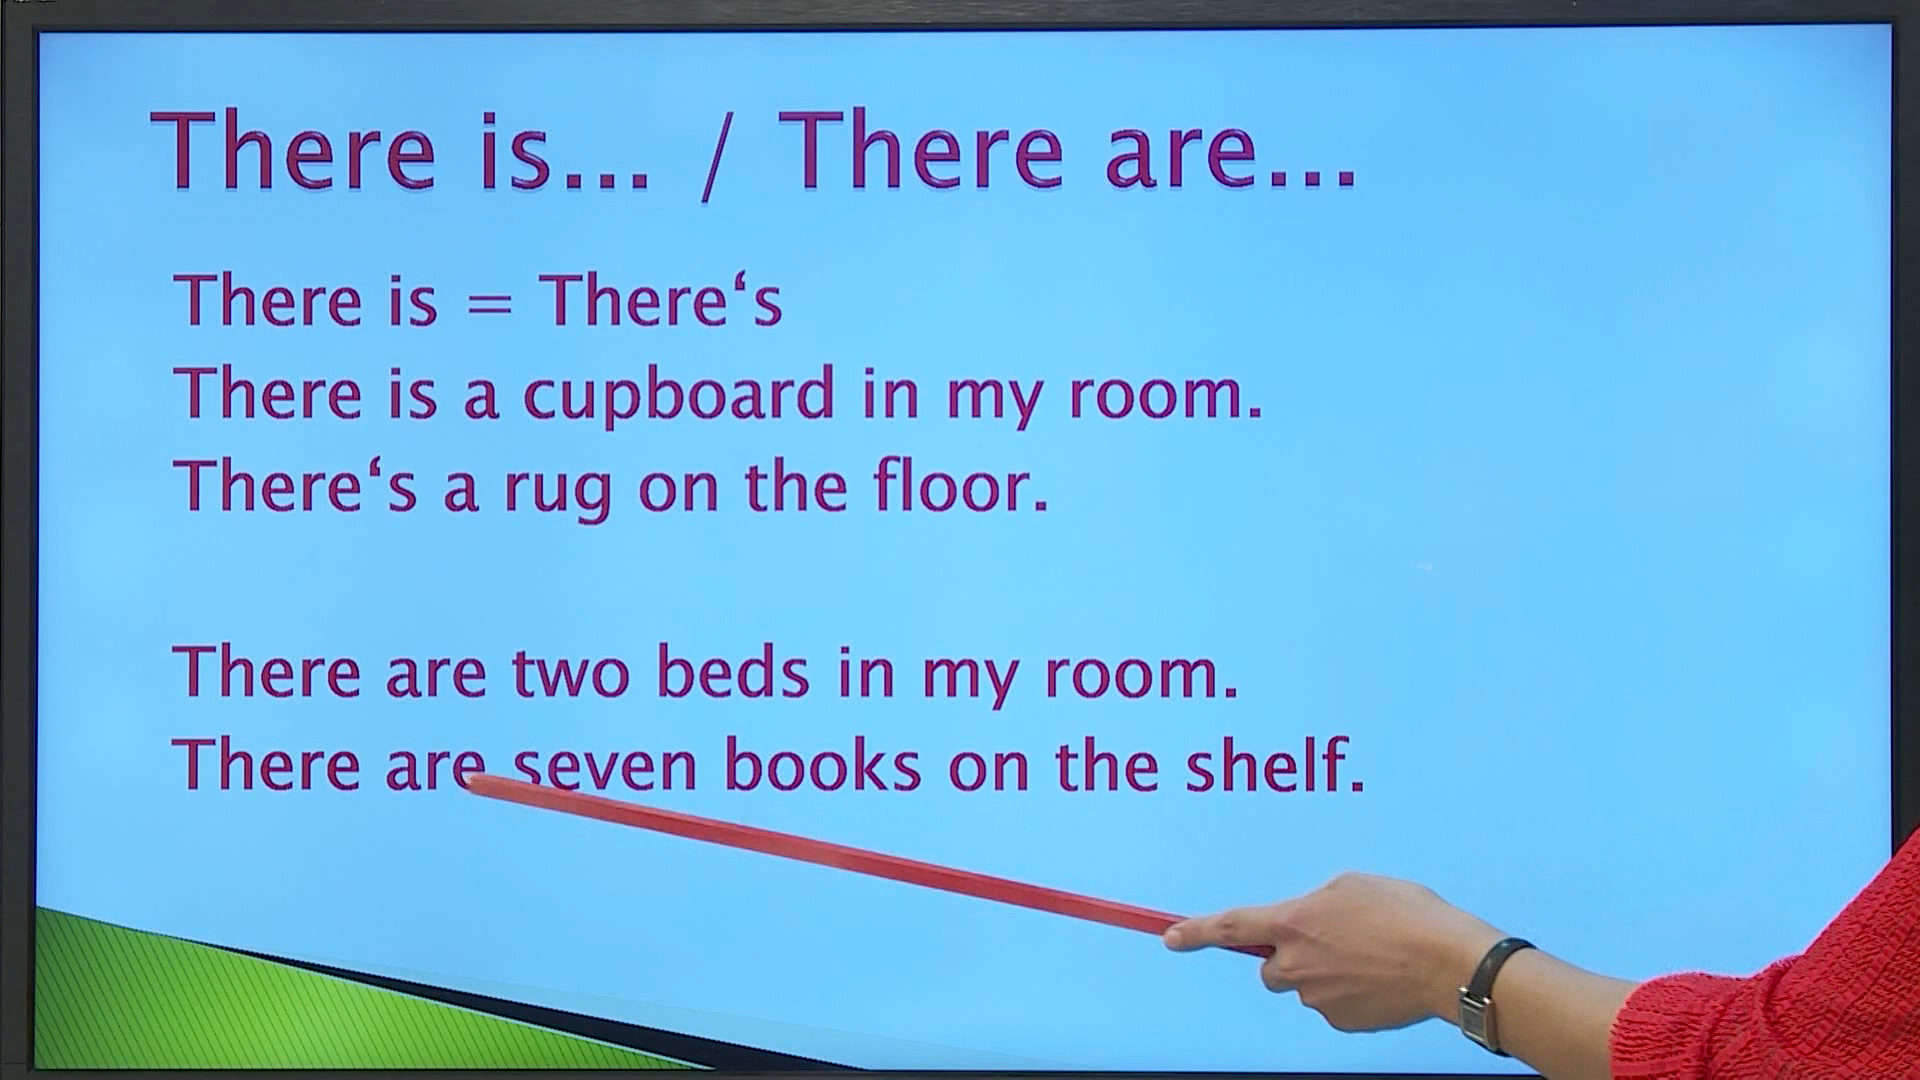 There is... / There are...
There is = There‘s
There is a cupboard in my room.
There‘s a rug on the floor.
There are two beds in my room.
There are seven books on the shelf.